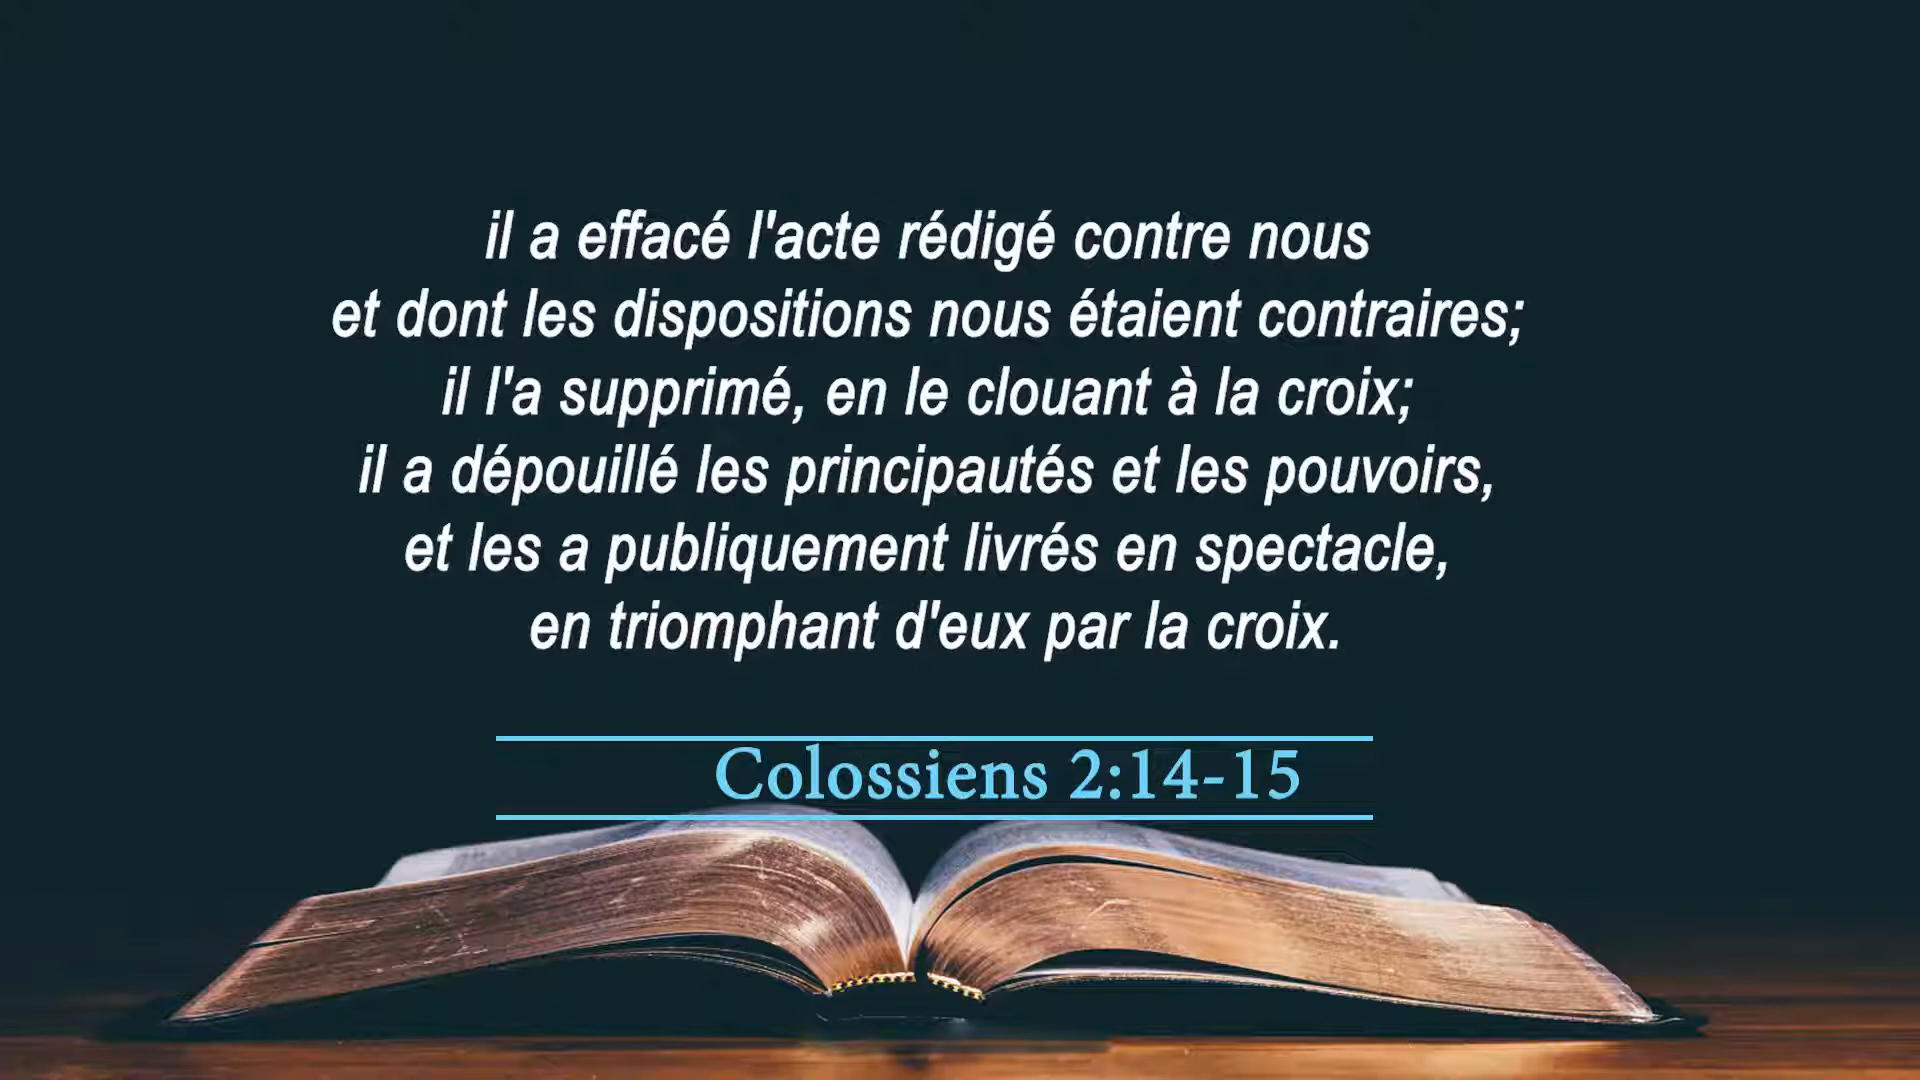 il a effacé l'acte rédigé contre nous
et dont les dispositions nous étaient contraires;
il l'a supprimé, en le clouant à la croix;
il a dépouillé les principautés et les pouvoirs,
et les a publiquement livrés en spectacle,
en triomphant d'eux par la croix.
Colossiens 2:14-15